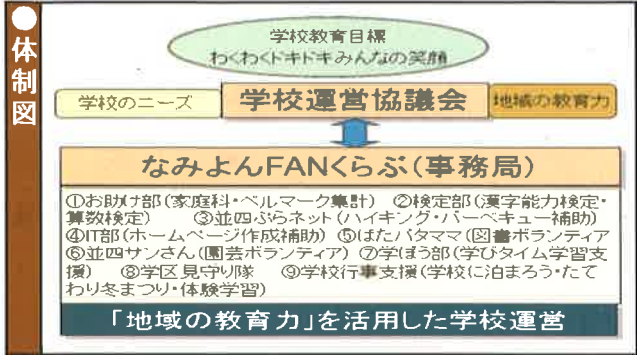 ●体制図
学校教育目標
わくわくドキドキみんなの笑顔
学校のニーズ
学校運営協議会
地域の教育力
なみよんFANくらぶ(事務局)
①お助け部(家庭科・ベルマーク集計) ②検定部(漢字能力検定・
算数検定) ③並四ぷらネット(ハイキング・バーベキュー補助)
④IT部(ホームページ作成補助) ⑤はたパタママ(図書ボランティア
⑥並四サンさん(園芸ボランティア) ⑦学ぼう部(学びタイム学習支
援) ⑧学区見守り隊 ⑨学校行事支援(学校に泊まろう・たて
わり冬まつり・体験学習)
「地域の教育力」を活用した学校運営